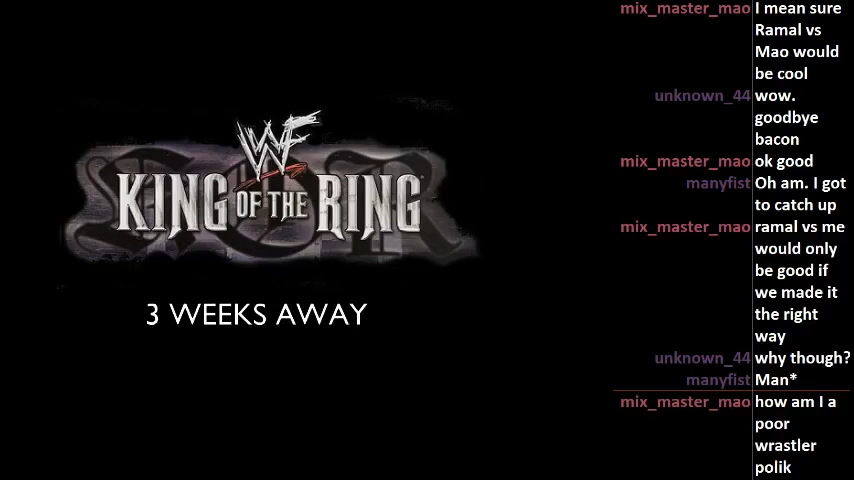 WF
KING OF THE RING
3 WEEKS AWAY
mix_master_mao I mean sure
Ramal vs
Mao would
be cool
unknown_44 wow.
goodbye
bacon
mix_master_mao ok good
manyfist Oh am. I got
to catch up
mix_master_mao ramal vs me
would only
be good if
we made it
the right
way
unknown_44 why though?
manyfist Man*
mix_master_mao how am I a
poor
wrastler
polik